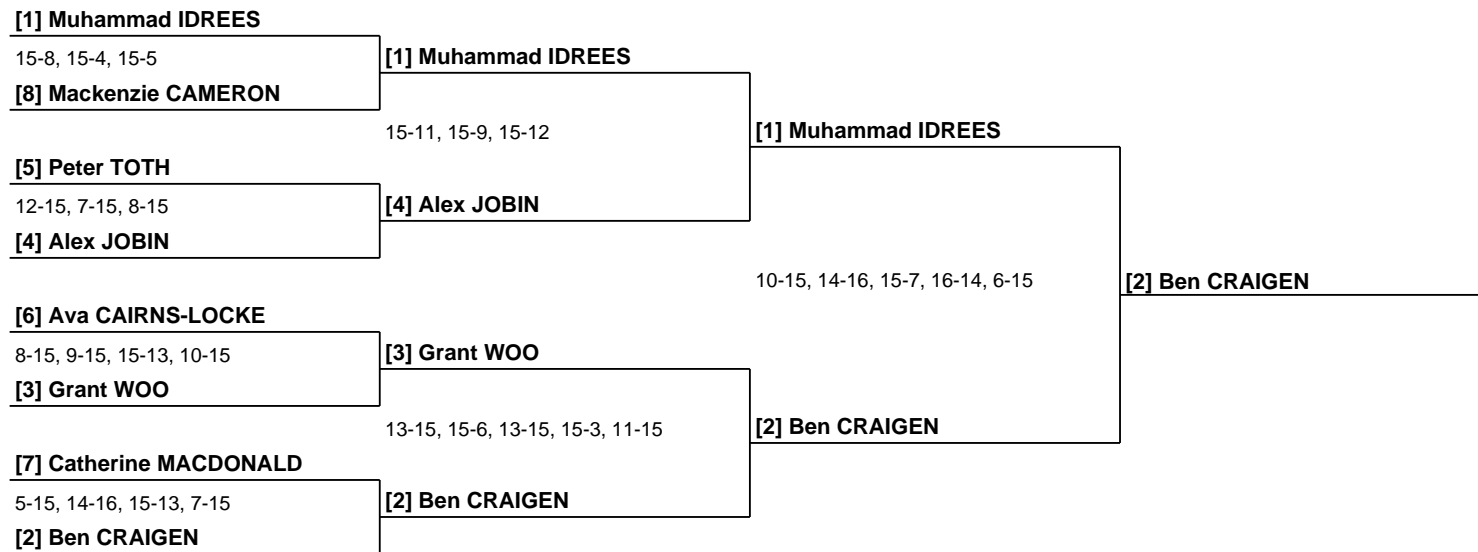 [1] Muhammad IDREES
15-8, 15-4, 15-5
[8] Mackenzie CAMERON
[5] Peter TOTH
12-15, 7-15, 8-15
[4] Alex JOBIN
[6] Ava CAIRNS-LOCKE
8-15, 9-15, 15-13, 10-15
[3] Grant WOO
[7] Catherine MACDONALD
5-15, 14-16, 15-13, 7-15
[2] Ben CRAIGEN
[1] Muhammad IDREES
15-11, 15-9, 15-12
[4] Alex JOBIN
[3] Grant WOO
13-15, 15-6, 13-15, 15-3, 11-15
[2] Ben CRAIGEN
[1] Muhammad IDREES
10-15, 14-16, 15-7, 16-14, 6-15
[2] Ben CRAIGEN
[2] Ben CRAIGEN